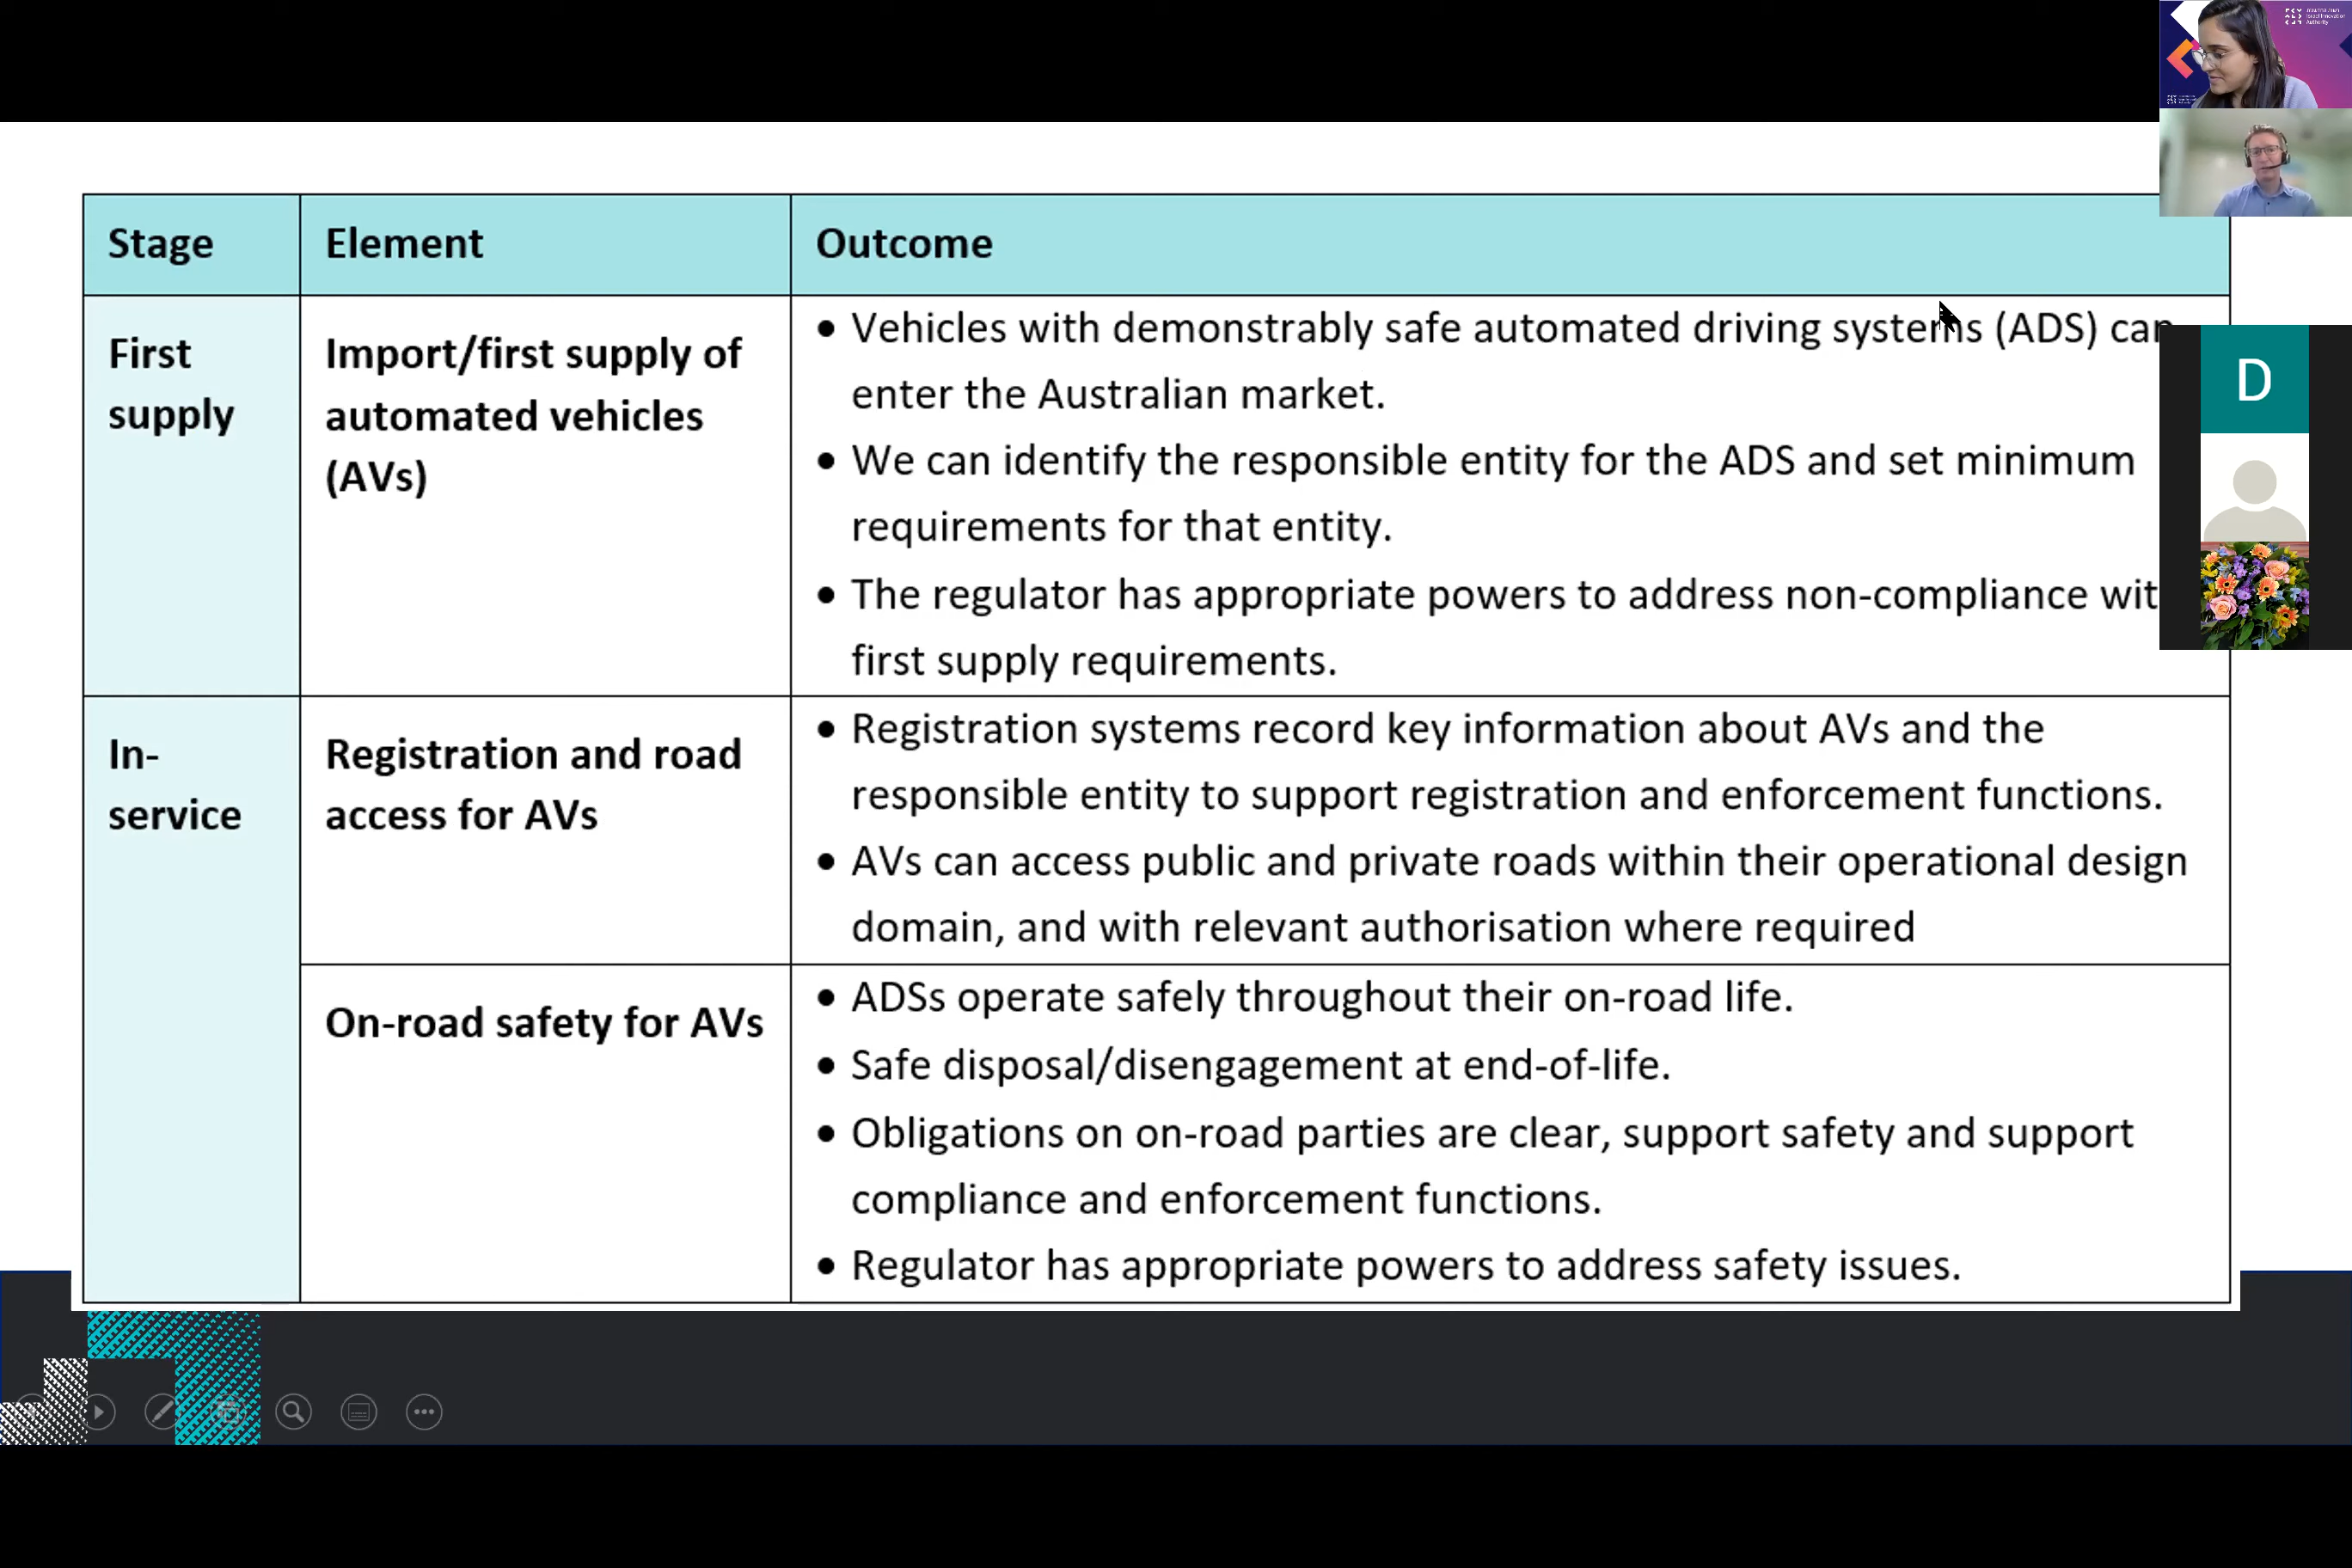 Israel Innovation
Authority
Stage
Element
Outcome
First
supply
Import/first supply of
automated vehicles
(AVs)
• Vehicles with demonstrably safe automated driving systems (ADS) can
enter the Australian market.
• We can identify the responsible entity for the ADS and set minimum
requirements for that entity.
• The regulator has appropriate powers to address non-compliance wit
first supply requirements.
In-
service
Registration and road
access for AVs
• Registration systems record key information about AVs and the
responsible entity to support registration and enforcement functions.
• AVs can access public and private roads within their operational design
domain, and with relevant authorisation where required
On-road safety for AVs
• ADSs operate safely throughout their on-road life.
• Safe disposal/disengagement at end-of-life.
• Obligations on on-road parties are clear, support safety and support
compliance and enforcement functions.
• Regulator has appropriate powers to address safety issues.
D